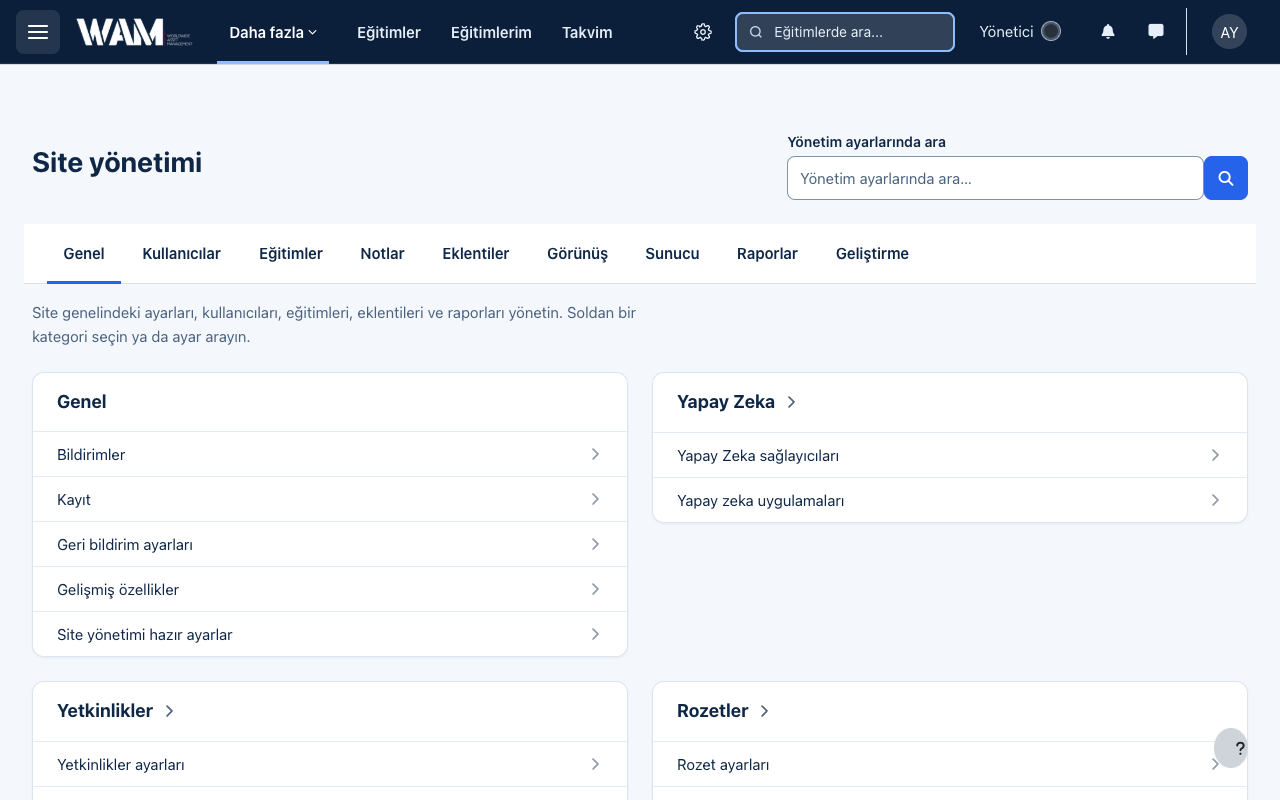 WAM
Daha fazla
Eğitimler
Eğitimlerim
Takvim
Eğitimlerde ara...
Yönetici
AY
Site yönetimi
Yönetim ayarlarında ara
Yönetim ayarlarında ara...
Genel
Kullanıcılar
Eğitimler
Notlar
Eklentiler
Görünüş
Sunucu
Raporlar
Geliştirme
Site genelindeki ayarları, kullanıcıları, eğitimleri, eklentileri ve raporları yönetin. Soldan bir
kategori seçin ya da ayar arayın.
Genel
Bildirimler
Kayıt
Geri bildirim ayarları
Gelişmiş özellikler
Site yönetimi hazır ayarlar
Yapay Zeka
Yapay Zeka sağlayıcıları
Yapay zeka uygulamaları
Yetkinlikler
Yetkinlikler ayarları
Rozetler
Rozet ayarları
?